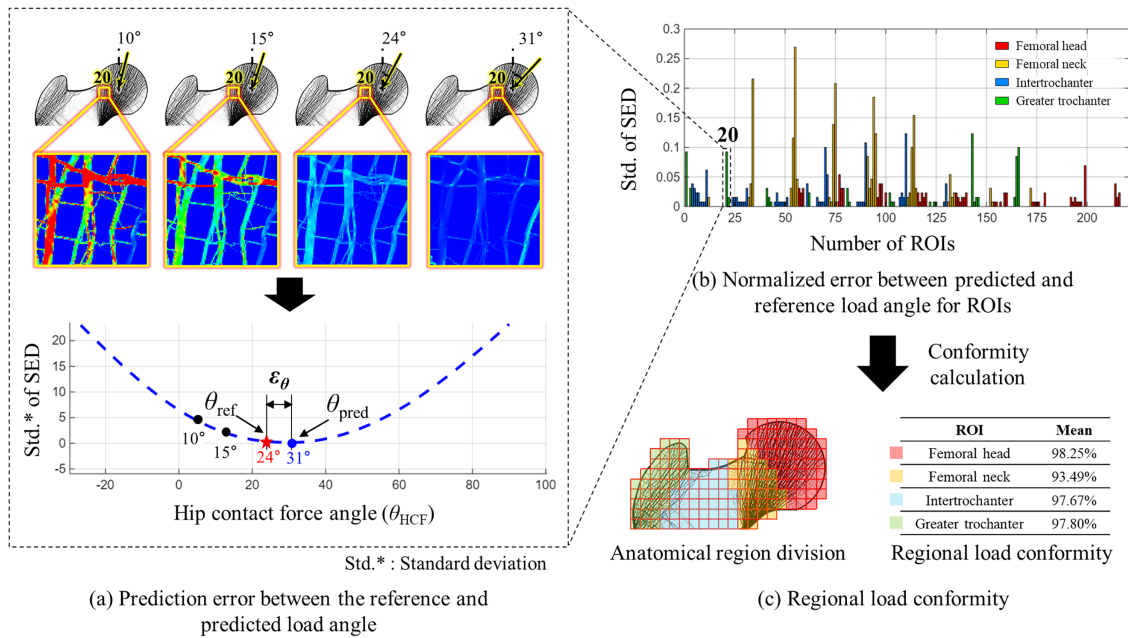 10°
15°
24°
31°
20
20
20
20
Std.* of SED
20
15
10
5
0
-5
-20
0
20
40
60
80
100
ε_θ
θ_ref
θ_pred
10°
15°
24°
31°
Hip contact force angle (θ_HCF)
Std.* : Standard deviation
(a) Prediction error between the reference and
predicted load angle
Std. of SED
0.3
0.25
0.2
0.15
0.1
0.05
0
0
25
50
75
100
125
150
175
200
20
Femoral head
Femoral neck
Intertrochanter
Greater trochanter
Number of ROIs
(b) Normalized error between predicted and
reference load angle for ROIs
Conformity
calculation
Anatomical region division
ROI Mean
Femoral head 98.25%
Femoral neck 93.49%
Intertrochanter 97.67%
Greater trochanter 97.80%
Regional load conformity
(c) Regional load conformity